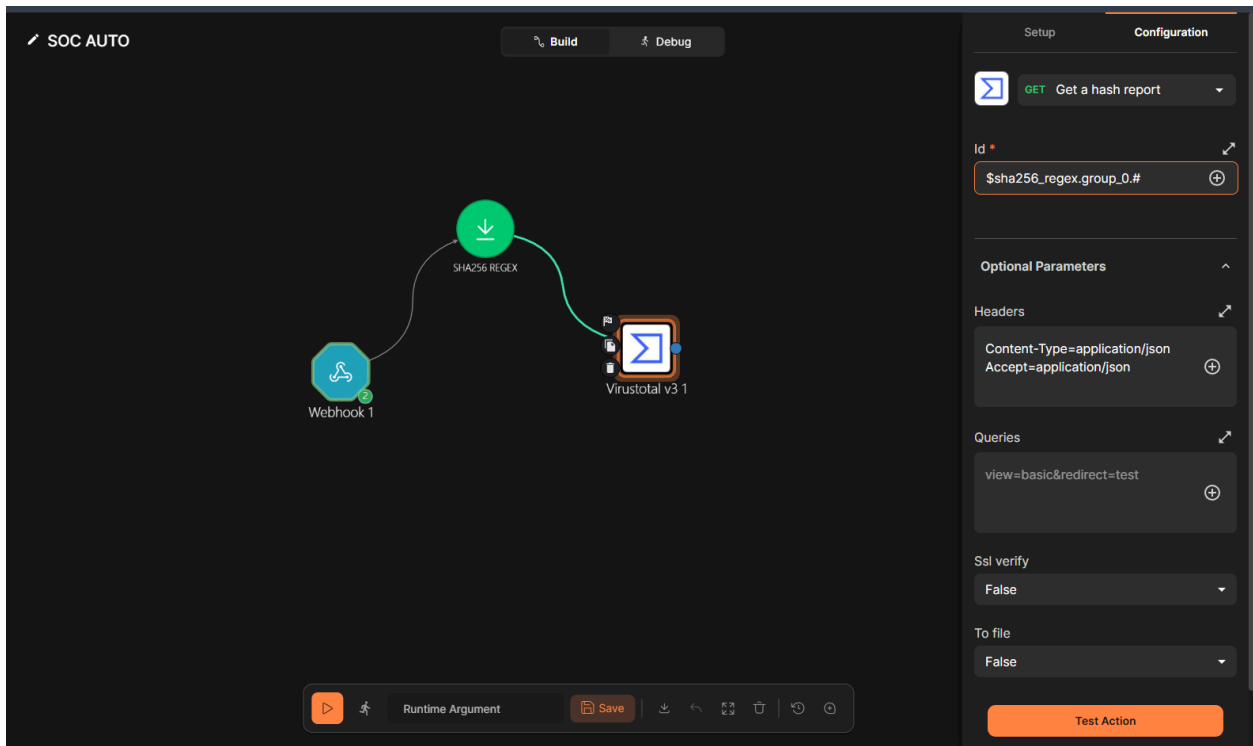 SOC AUTO
Build
Debug
SHA256 REGEX
2
Webhook 1
Virustotal v3 1
Runtime Argument
Save
Setup
Configuration
GET Get a hash report
Id *
$sha256_regex.group_0.#
Optional Parameters
Headers
Content-Type=application/json
Accept=application/json
Queries
view=basic&redirect=test
Ssl verify
False
To file
False
Test Action